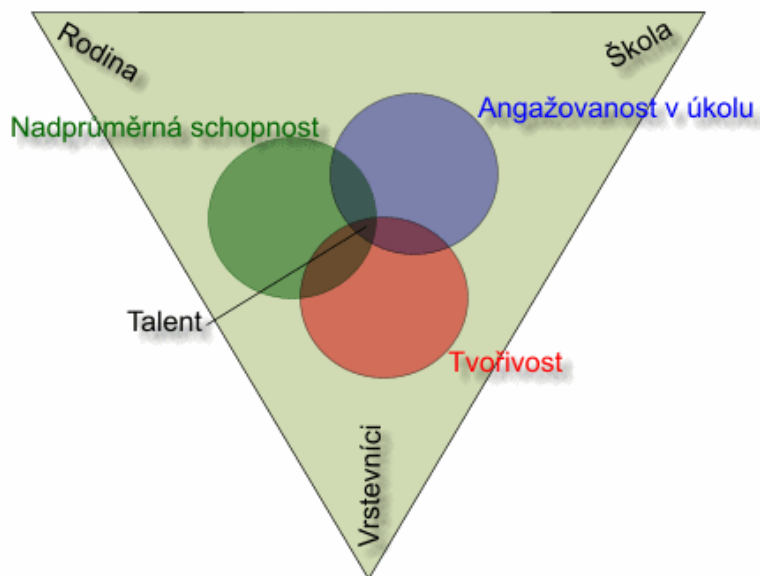 Rodina
Škola
Angažovanost v úkolu
Nadprůměrná schopnost
Talent
Tvořivost
Vrstevníci